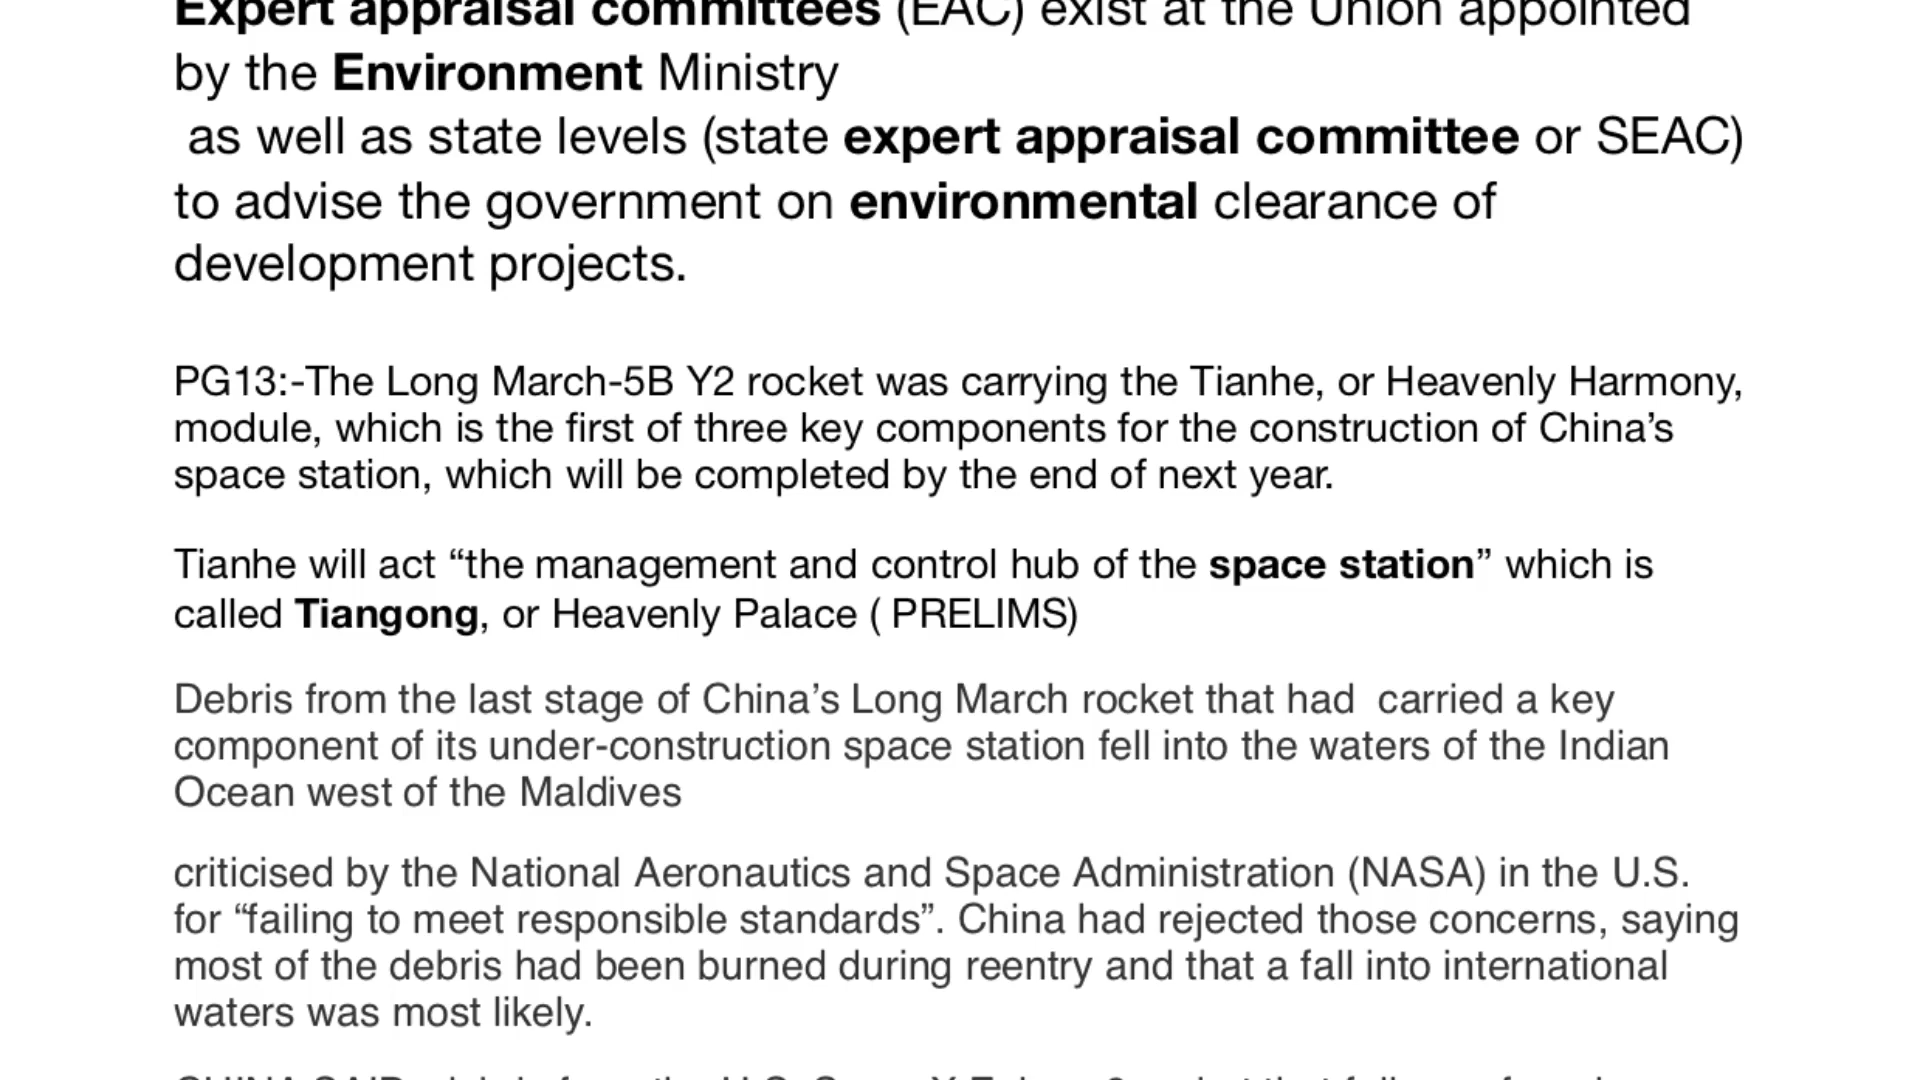 Expert appraisal committees (EAC) exist at the Union appointed
by the Environment Ministry
as well as state levels (state expert appraisal committee or SEAC)
to advise the government on environmental clearance of
development projects.
PG13:-The Long March-5B Y2 rocket was carrying the Tianhe, or Heavenly Harmony,
module, which is the first of three key components for the construction of China’s
space station, which will be completed by the end of next year.
Tianhe will act “the management and control hub of the space station” which is
called Tiangong, or Heavenly Palace ( PRELIMS)
Debris from the last stage of China’s Long March rocket that had  carried a key
component of its under-construction space station fell into the waters of the Indian
Ocean west of the Maldives
criticised by the National Aeronautics and Space Administration (NASA) in the U.S.
for “failing to meet responsible standards”. China had rejected those concerns, saying
most of the debris had been burned during reentry and that a fall into international
waters was most likely.